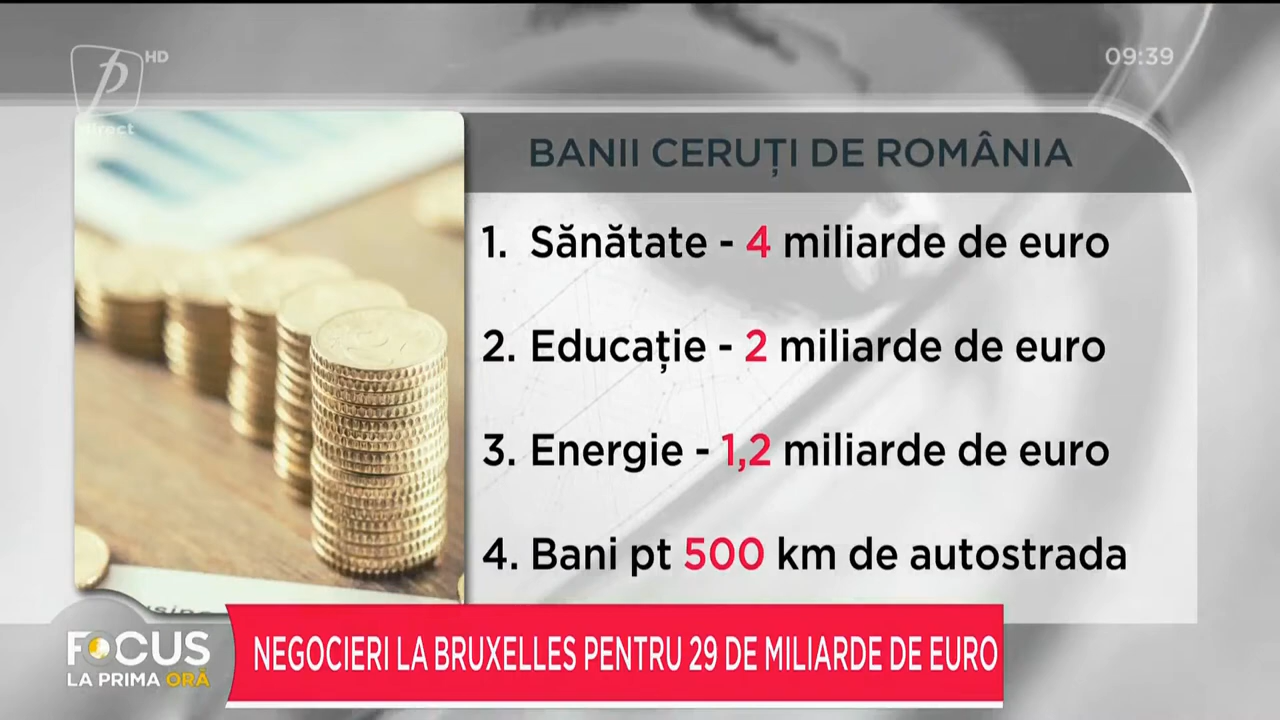 HD
09:39
direct
BANII CERUȚI DE ROMÂNIA
1. Sănătate - 4 miliarde de euro
2. Educație - 2 miliarde de euro
3. Energie - 1,2 miliarde de euro
4. Bani pt 500 km de autostrada
FOCUS
LA PRIMA ORĂ
NEGOCIERI LA BRUXELLES PENTRU 29 DE MILIARDE DE EURO